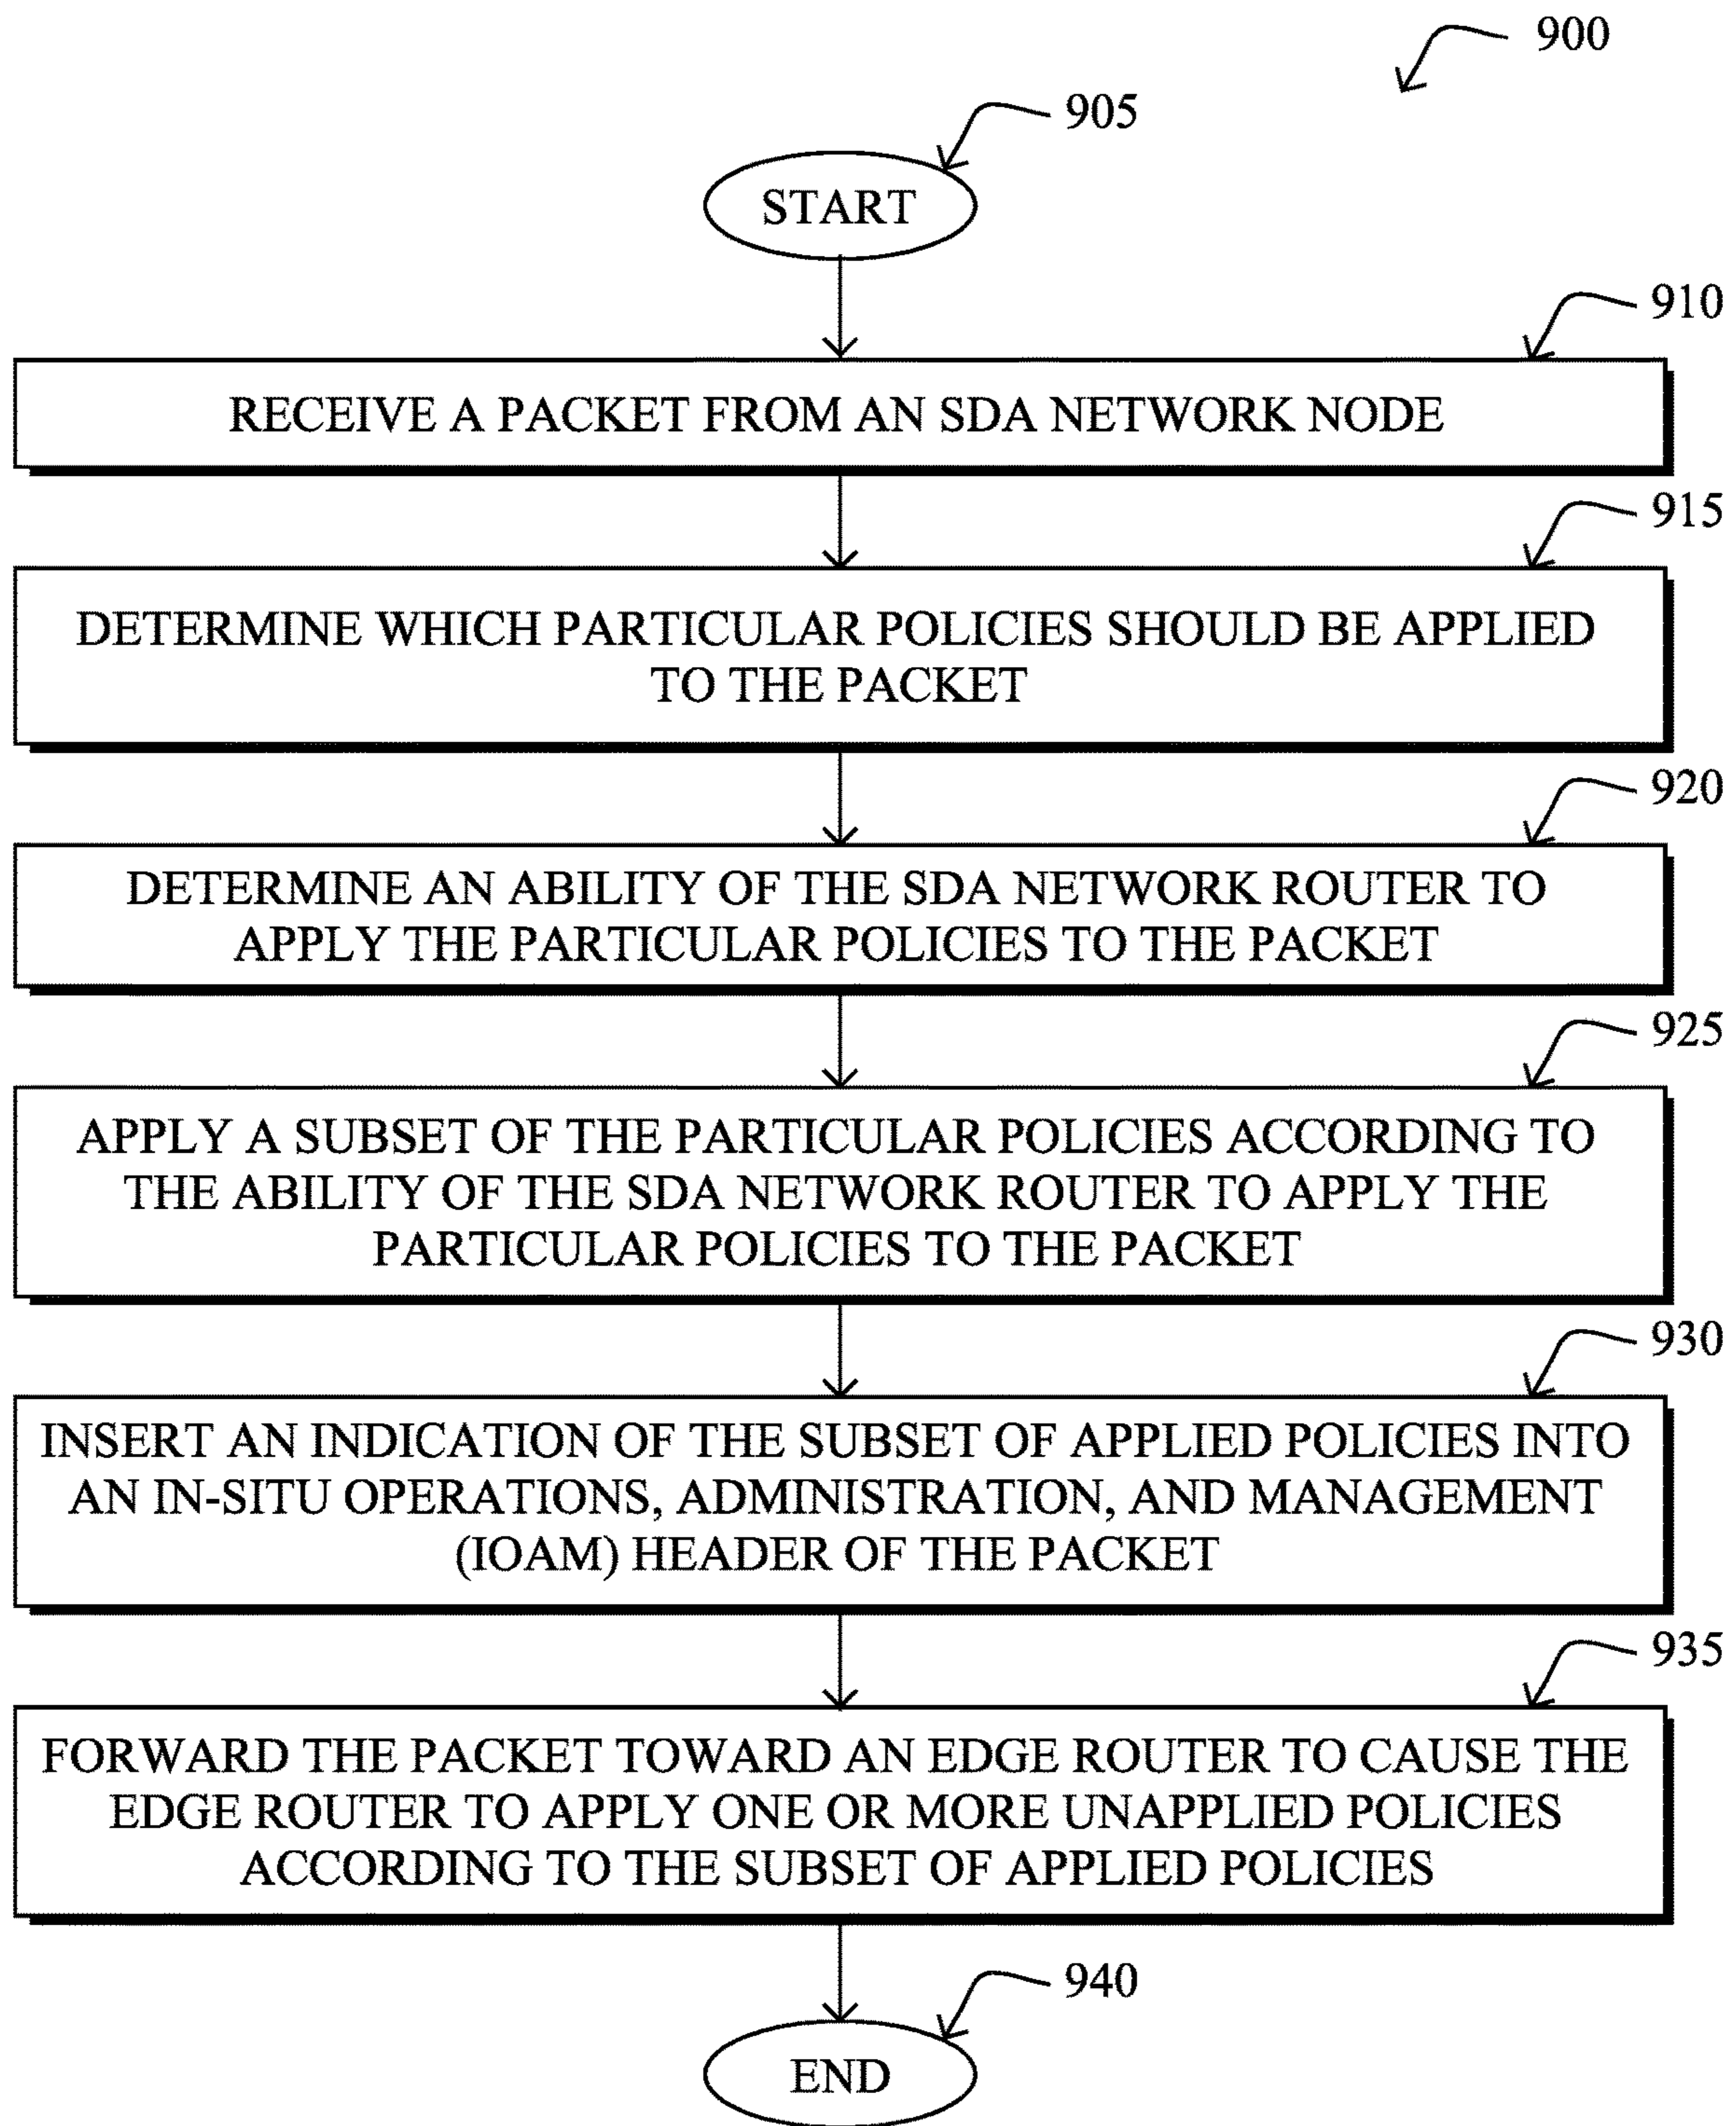 900
905
START
910
RECEIVE A PACKET FROM AN SDA NETWORK NODE
915
DETERMINE WHICH PARTICULAR POLICIES SHOULD BE APPLIED
TO THE PACKET
920
DETERMINE AN ABILITY OF THE SDA NETWORK ROUTER TO
APPLY THE PARTICULAR POLICIES TO THE PACKET
925
APPLY A SUBSET OF THE PARTICULAR POLICIES ACCORDING TO
THE ABILITY OF THE SDA NETWORK ROUTER TO APPLY THE
PARTICULAR POLICIES TO THE PACKET
930
INSERT AN INDICATION OF THE SUBSET OF APPLIED POLICIES INTO
AN IN-SITU OPERATIONS, ADMINISTRATION, AND MANAGEMENT
(IOAM) HEADER OF THE PACKET
935
FORWARD THE PACKET TOWARD AN EDGE ROUTER TO CAUSE THE
EDGE ROUTER TO APPLY ONE OR MORE UNAPPLIED POLICIES
ACCORDING TO THE SUBSET OF APPLIED POLICIES
940
END